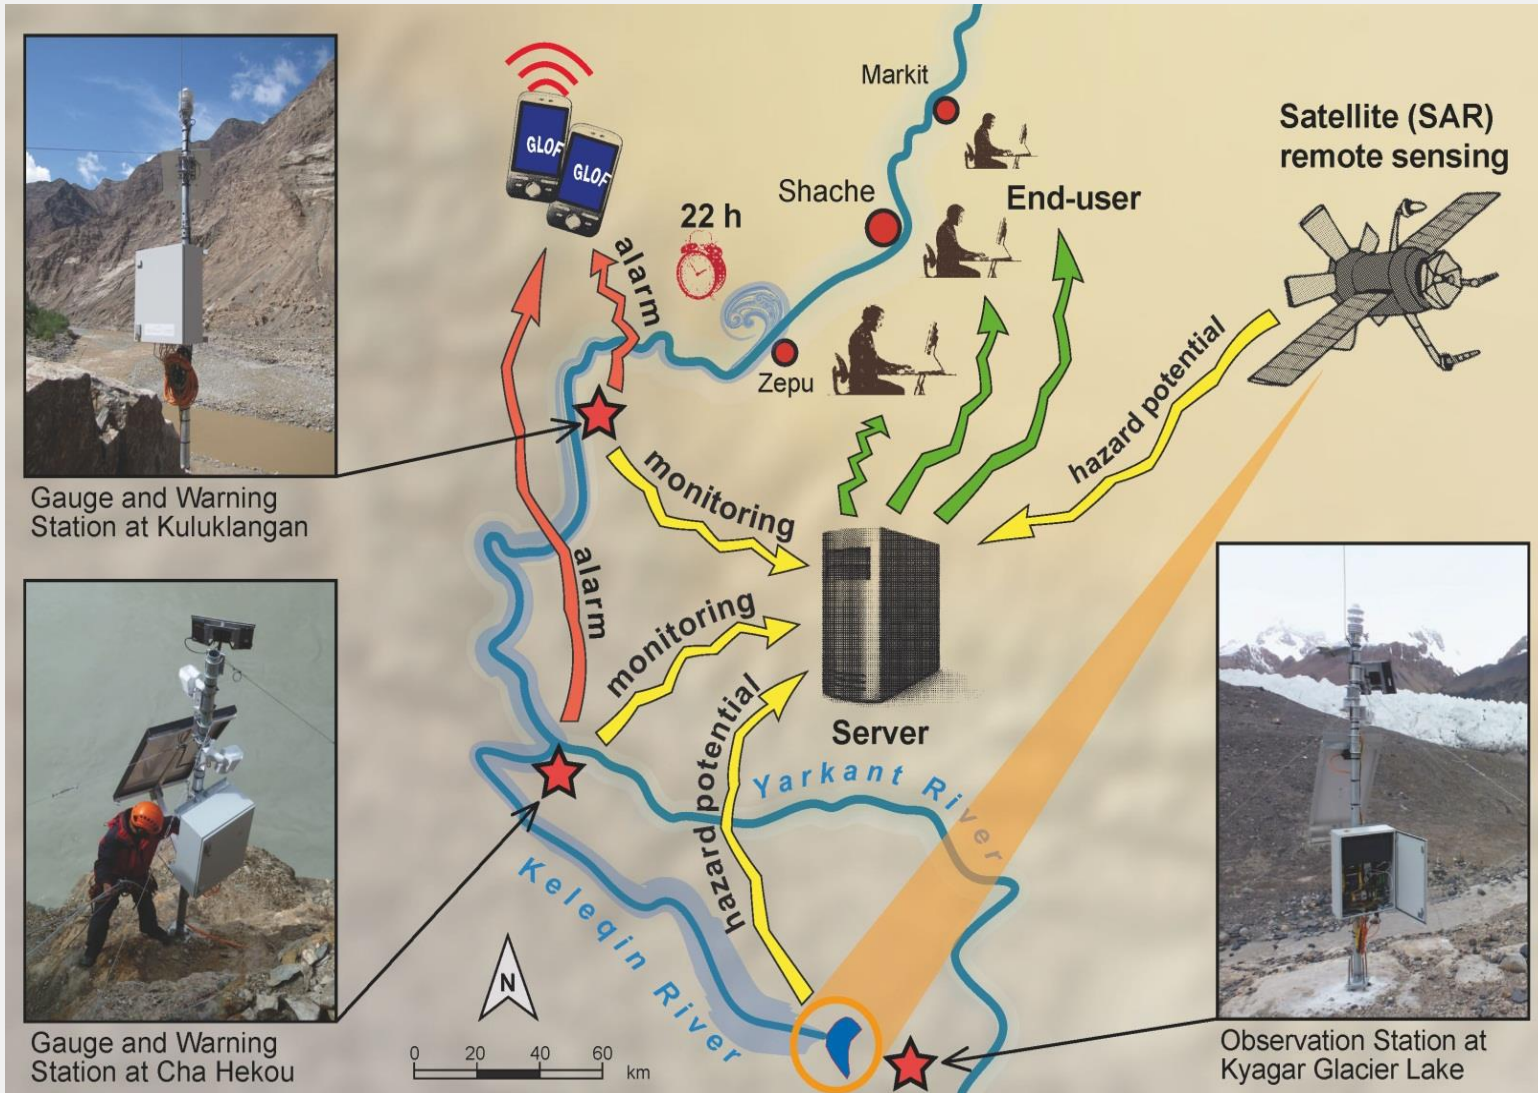 GLOF
GLOF
22 h
alarm
alarm
Markit
Shache
Zepu
End-user
Satellite (SAR)
remote sensing
hazard potential
monitoring
monitoring
hazard potential
Server
Yarkant River
Keleqin River
N
0 20 40 60
km
Gauge and Warning
Station at Kuluklangan
Gauge and Warning
Station at Cha Hekou
Observation Station at
Kyagar Glacier Lake